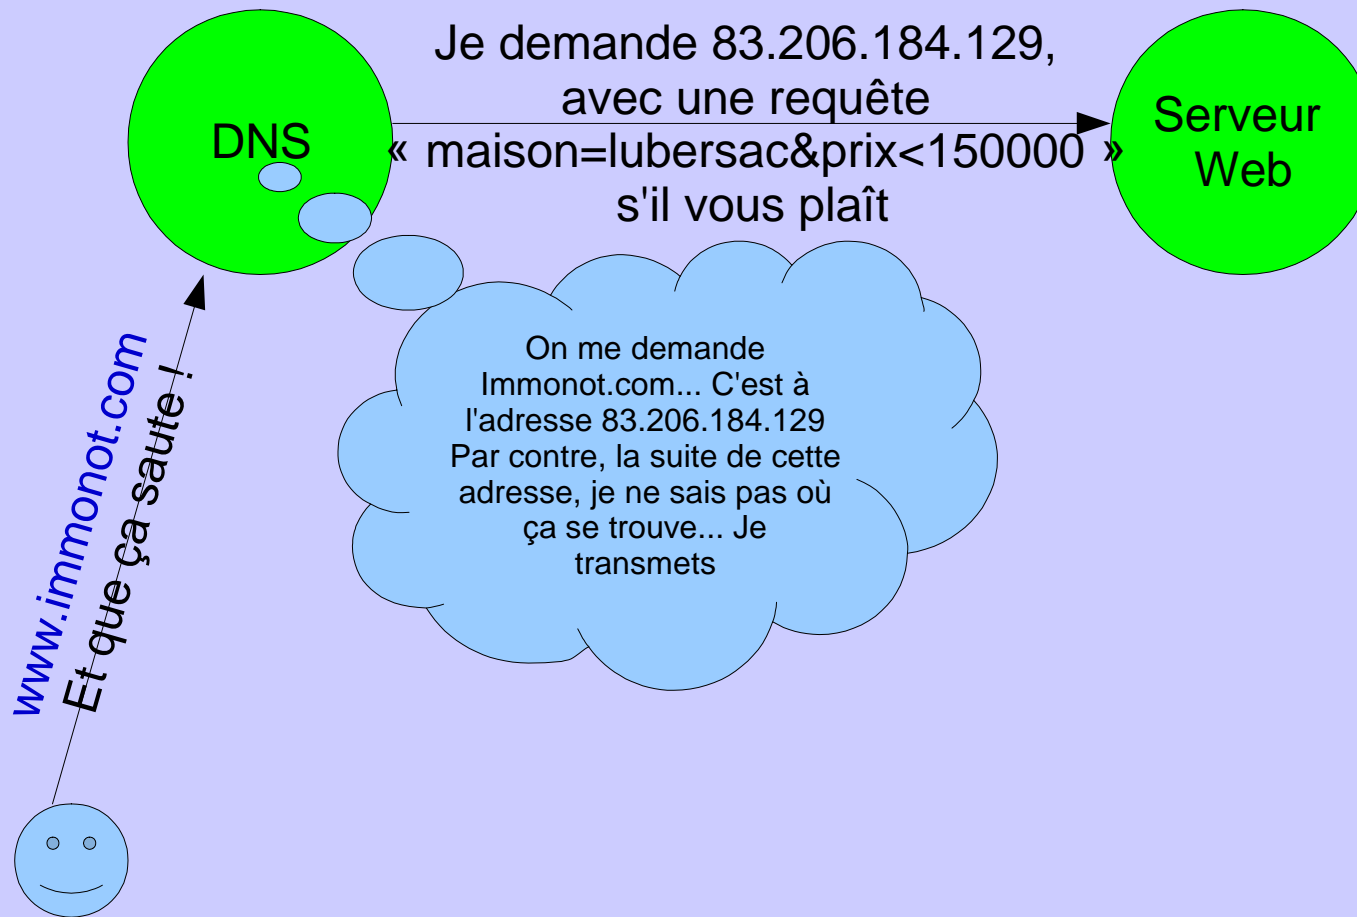 Je demande 83.206.184.129,
avec une requête
« maison=lubersac&prix<150000 »
s'il vous plaît
DNS
Serveur
Web
On me demande
Immonot.com... C'est à
l'adresse 83.206.184.129
Par contre, la suite de cette
adresse, je ne sais pas où
ça se trouve... Je
transmets
www.immonot.com
Et que ça saute !